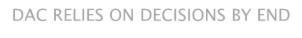 DAC RELIES ON DECISIONS BY END